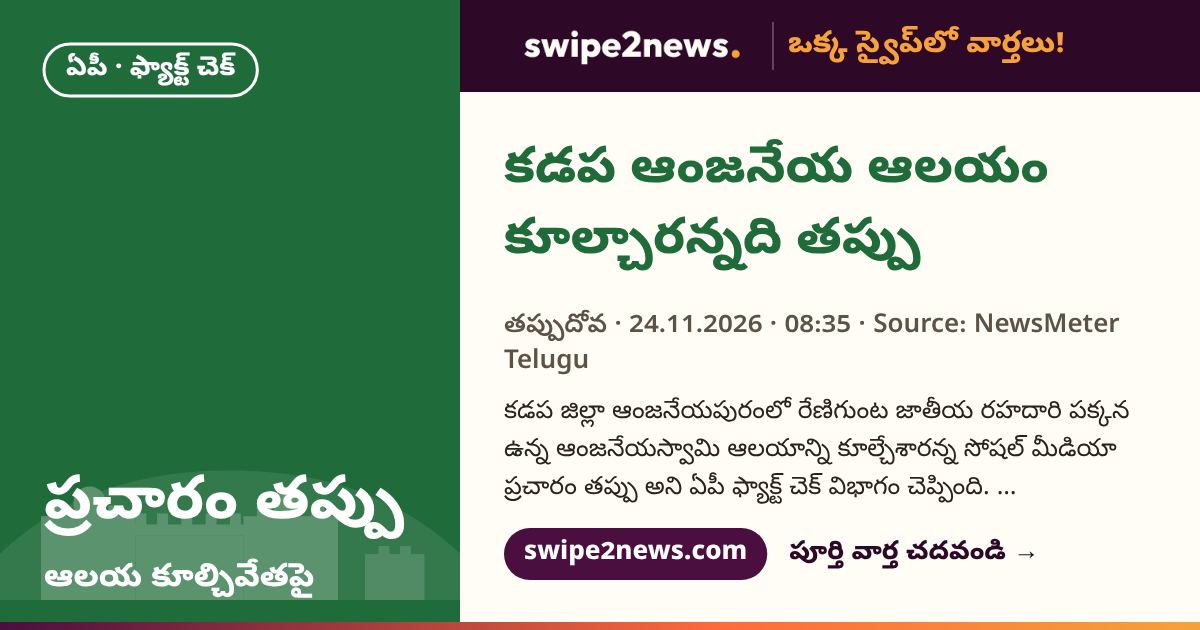 ఏపీ · ఫ్యాక్ట్ చెక్
swipe2news.
ఒక్క స్వైప్‌లో వార్తలు!
కడప ఆంజనేయ ఆలయం
కూల్చారన్నది తప్పు
తప్పుదోవ · 24.11.2026 · 08:35 · Source: NewsMeter
Telugu
కడప జిల్లా ఆంజనేయపురంలో రేణిగుంట జాతీయ రహదారి పక్కన
ఉన్న ఆంజనేయస్వామి ఆలయాన్ని కూల్చేశారన్న సోషల్ మీడియా
ప్రచారం తప్పు అని ఏపీ ఫ్యాక్ట్ చెక్ విభాగం చెప్పింది. ...
ప్రచారం తప్పు
ఆలయ కూల్చివేతపై
swipe2news.com
పూర్తి వార్త చదవండి →